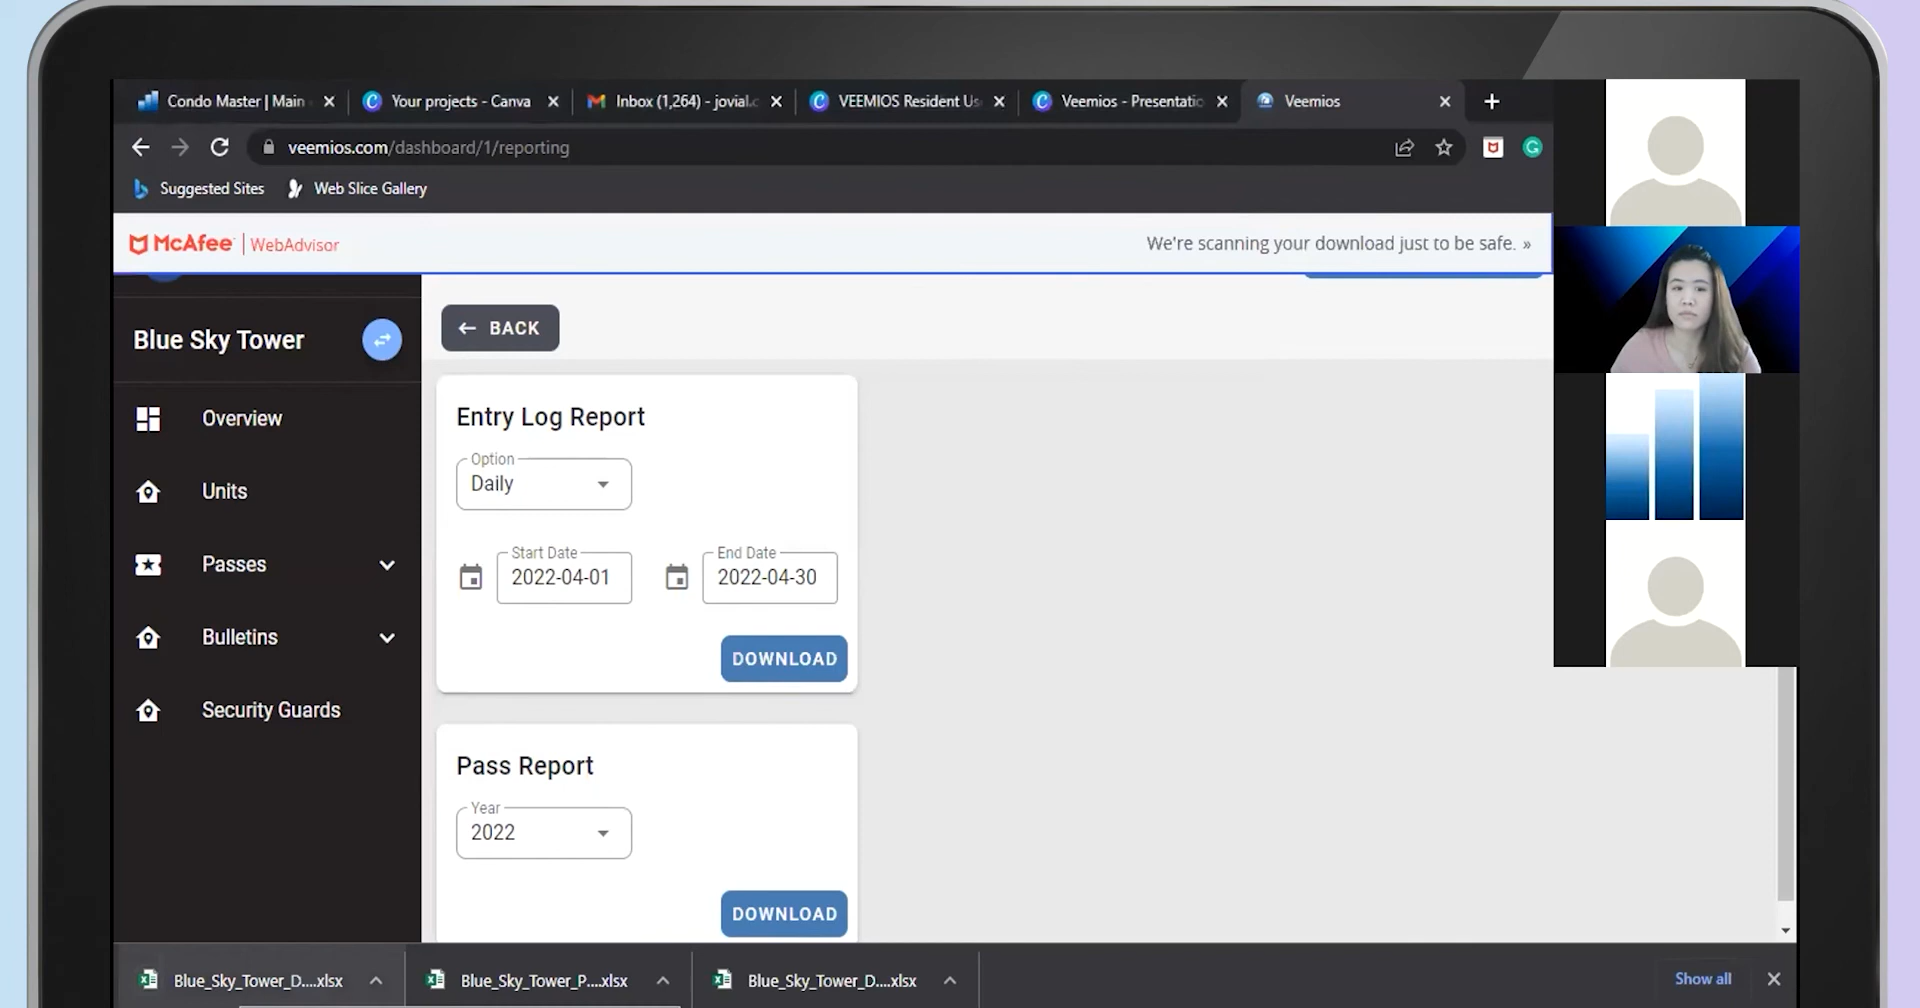 Condo Master | Main
Your projects - Canva
Inbox (1,264) - jovial.c
VEEMIOS Resident Us
Veemios - Presentatio
Veemios
veemios.com/dashboard/1/reporting
Suggested Sites
Web Slice Gallery
McAfee | WebAdvisor
We're scanning your download just to be safe. »
Blue Sky Tower
BACK
Overview
Units
Passes
Bulletins
Security Guards
Entry Log Report
Option
Daily
Start Date
2022-04-01
End Date
2022-04-30
DOWNLOAD
Pass Report
Year
2022
DOWNLOAD
Blue_Sky_Tower_D....xlsx
Blue_Sky_Tower_P....xlsx
Blue_Sky_Tower_D....xlsx
Show all